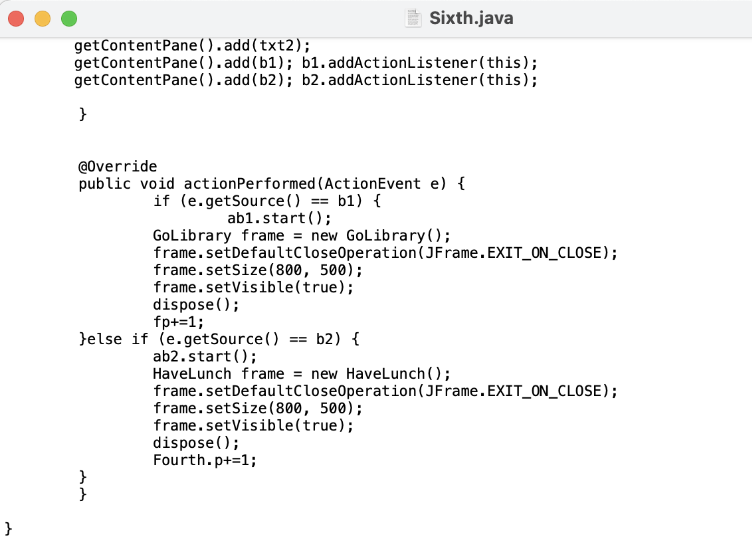 Sixth.java
getContentPane().add(txt2);
getContentPane().add(b1); b1.addActionListener(this);
getContentPane().add(b2); b2.addActionListener(this);
}
@Override
public void actionPerformed(ActionEvent e) {
if (e.getSource() == b1) {
ab1.start();
GoLibrary frame = new GoLibrary();
frame.setDefaultCloseOperation(JFrame.EXIT_ON_CLOSE);
frame.setSize(800, 500);
frame.setVisible(true);
dispose();
fp+=1;
}else if (e.getSource() == b2) {
ab2.start();
HaveLunch frame = new HaveLunch();
frame.setDefaultCloseOperation(JFrame.EXIT_ON_CLOSE);
frame.setSize(800, 500);
frame.setVisible(true);
dispose();
Fourth.p+=1;
}
}
}